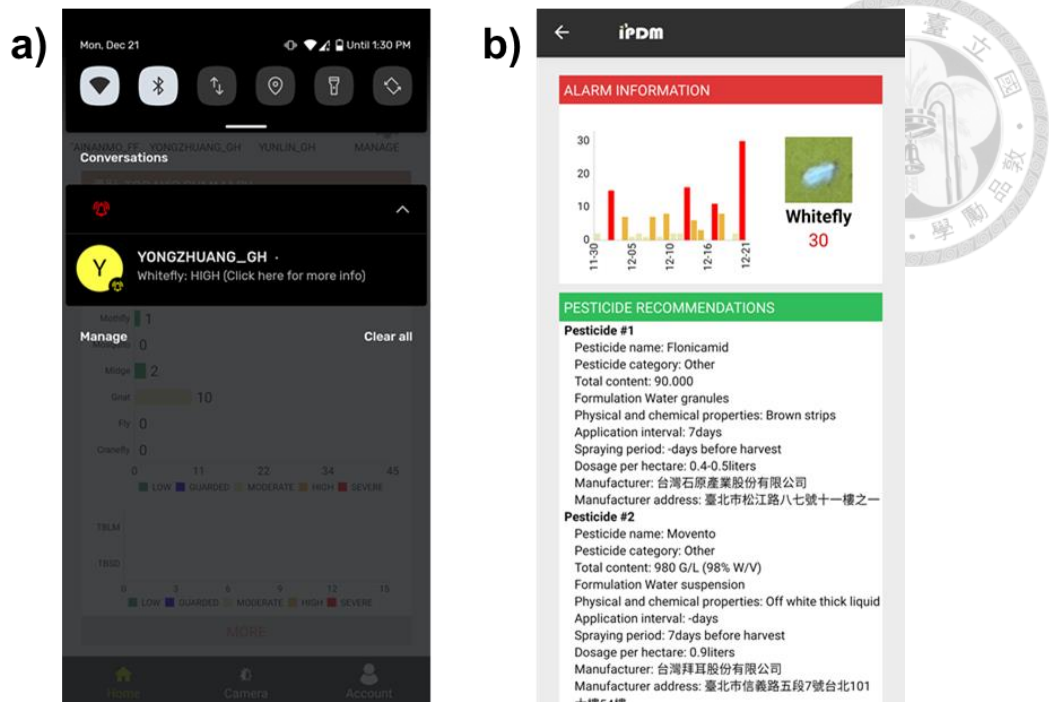 a)
Mon, Dec 21
Until 1:30 PM
TAINANMO_FF YONGZHUANG_GH YUNLIN_GH MANAGE
Conversations
YONGZHUANG_GH ·
Whitefly: HIGH (Click here for more info)
Y
Mothfly 1
Manage
Clear all
0
Midge 2
Gnat 10
Fly 0
Cranefly 0
0 11 22 34 45
LOW GUARDED MODERATE HIGH SEVERE
TBLM
TBSD
0 3 6 9 12 15
LOW GUARDED MODERATE HIGH SEVERE
MORE
Home Camera Account
b)
iPDM
ALARM INFORMATION
30
20
10
0
11-30 12-05 12-10 12-16 12-21
Whitefly
30
PESTICIDE RECOMMENDATIONS
Pesticide #1
Pesticide name: Flonicamid
Pesticide category: Other
Total content: 90.000
Formulation Water granules
Physical and chemical properties: Brown strips
Application interval: 7days
Spraying period: -days before harvest
Dosage per hectare: 0.4-0.5liters
Manufacturer: 台灣石原產業股份有限公司
Manufacturer address: 臺北市松江路八七號十一樓之一
Pesticide #2
Pesticide name: Movento
Pesticide category: Other
Total content: 980 G/L (98% W/V)
Formulation Water suspension
Physical and chemical properties: Off white thick liquid
Application interval: -days
Spraying period: 7days before harvest
Dosage per hectare: 0.9liters
Manufacturer: 台灣拜耳股份有限公司
Manufacturer address: 臺北市信義路五段7號台北101
臺 立 國
學 勵 品 敦